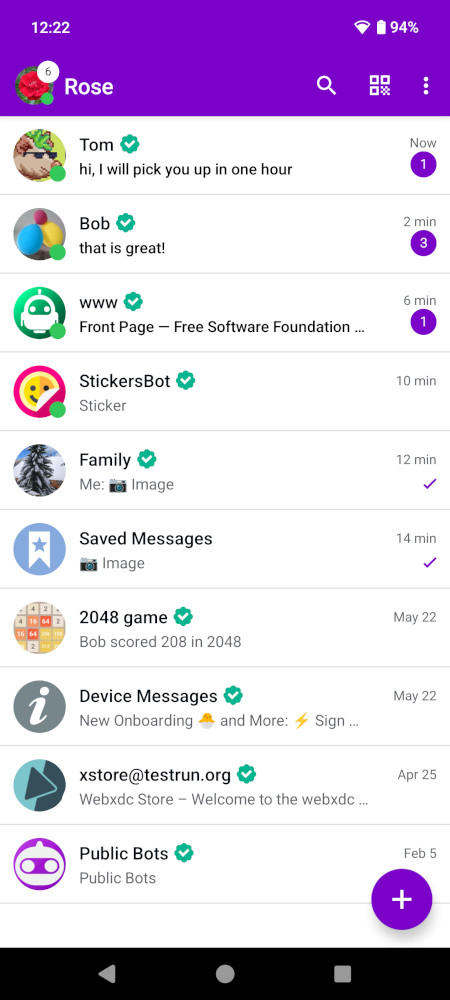 12:22
94%
6
Rose
Tom
Now
hi, I will pick you up in one hour
1
Bob
2 min
that is great!
3
www
6 min
Front Page — Free Software Foundation …
1
StickersBot
10 min
Sticker
Family
12 min
Me: 📷 Image
Saved Messages
14 min
📷 Image
2048 game
May 22
Bob scored 208 in 2048
Device Messages
May 22
New Onboarding 🐣 and More: ⚡ Sign …
xstore@testrun.org
Apr 25
Webxdc Store – Welcome to the webxdc …
Public Bots
Feb 5
Public Bots